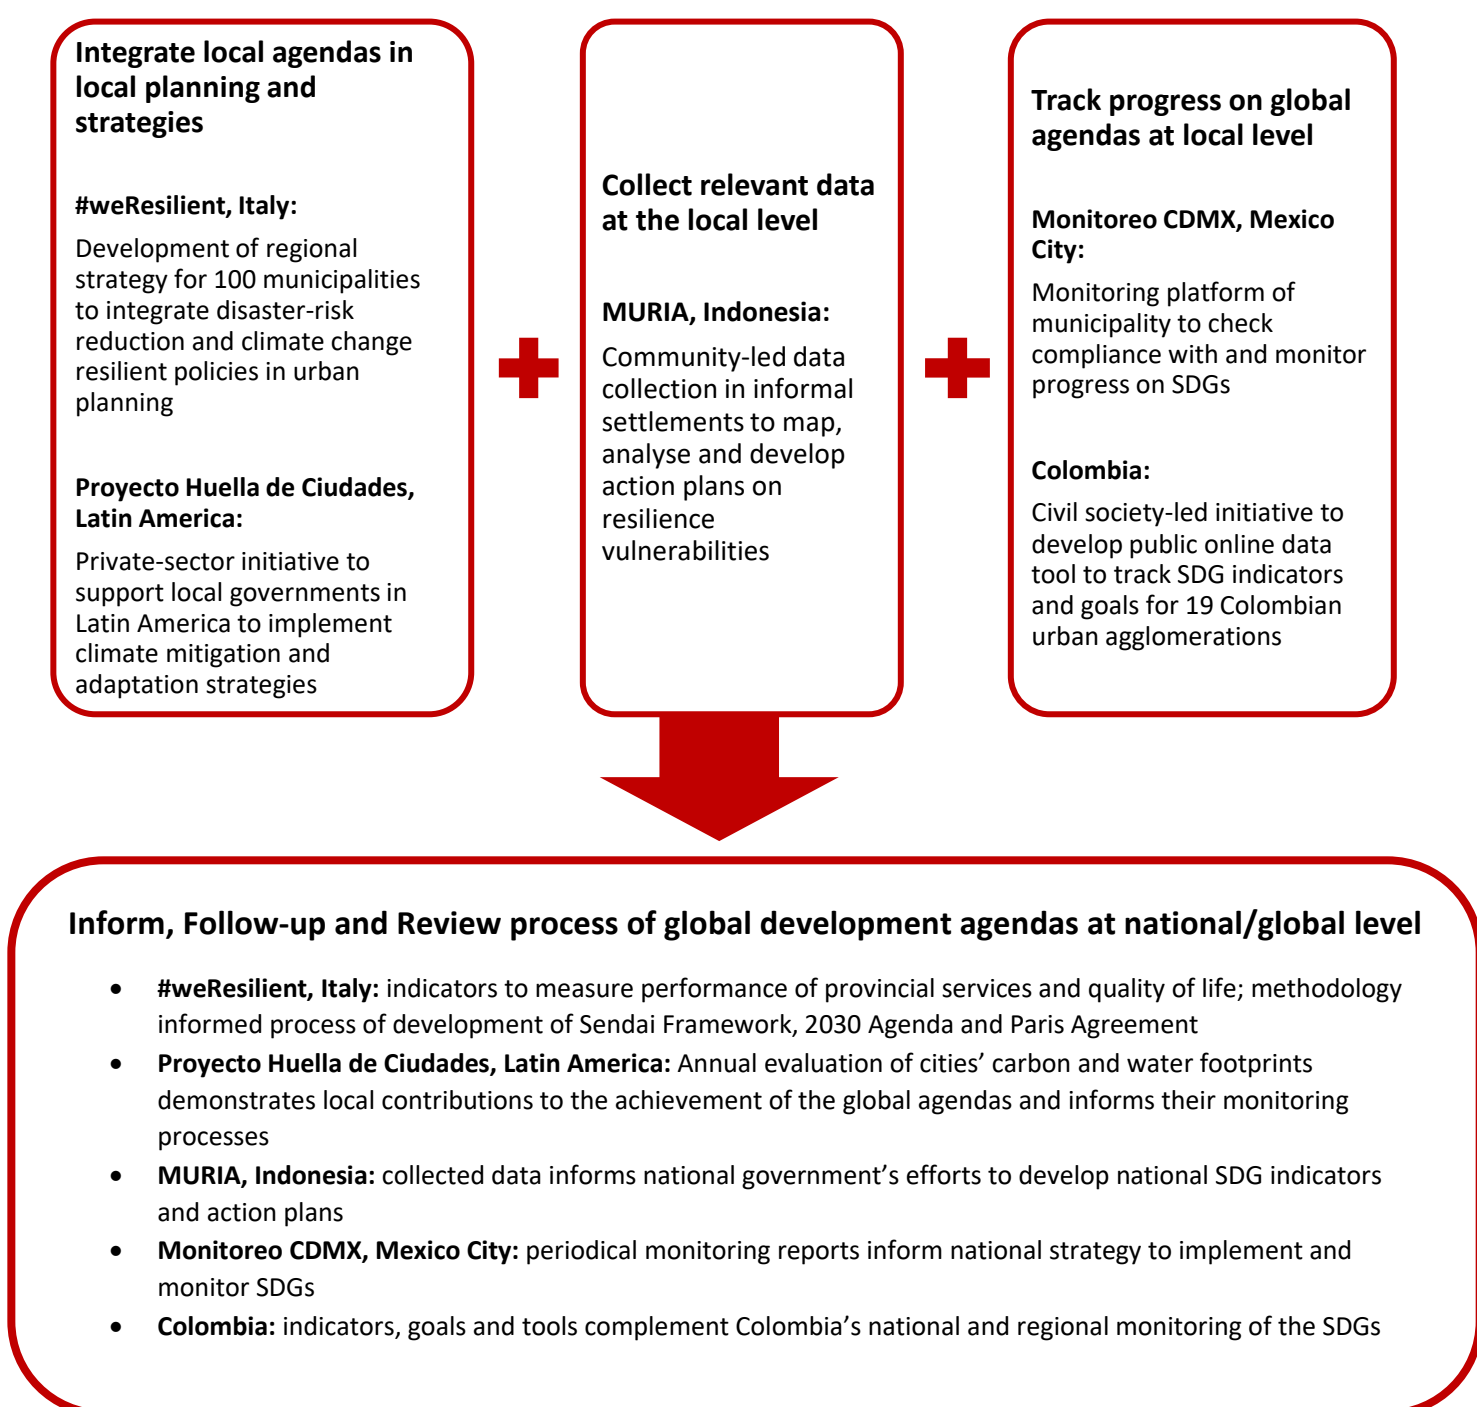 Integrate local agendas in
local planning and
strategies
#weResilient, Italy:
Development of regional
strategy for 100 municipalities
to integrate disaster-risk
reduction and climate change
resilient policies in urban
planning
Proyecto Huella de Ciudades,
Latin America:
Private-sector initiative to
support local governments in
Latin America to implement
climate mitigation and
adaptation strategies
Collect relevant data
at the local level
MURIA, Indonesia:
Community-led data
collection in informal
settlements to map,
analyse and develop
action plans on
resilience
vulnerabilities
Track progress on global
agendas at local level
Monitoreo CDMX, Mexico
City:
Monitoring platform of
municipality to check
compliance with and monitor
progress on SDGs
Colombia:
Civil society-led initiative to
develop public online data
tool to track SDG indicators
and goals for 19 Colombian
urban agglomerations
Inform, Follow-up and Review process of global development agendas at national/global level
• #weResilient, Italy: indicators to measure performance of provincial services and quality of life; methodology
informed process of development of Sendai Framework, 2030 Agenda and Paris Agreement
• Proyecto Huella de Ciudades, Latin America: Annual evaluation of cities’ carbon and water footprints
demonstrates local contributions to the achievement of the global agendas and informs their monitoring
processes
• MURIA, Indonesia: collected data informs national government’s efforts to develop national SDG indicators
and action plans
• Monitoreo CDMX, Mexico City: periodical monitoring reports inform national strategy to implement and
monitor SDGs
• Colombia: indicators, goals and tools complement Colombia’s national and regional monitoring of the SDGs